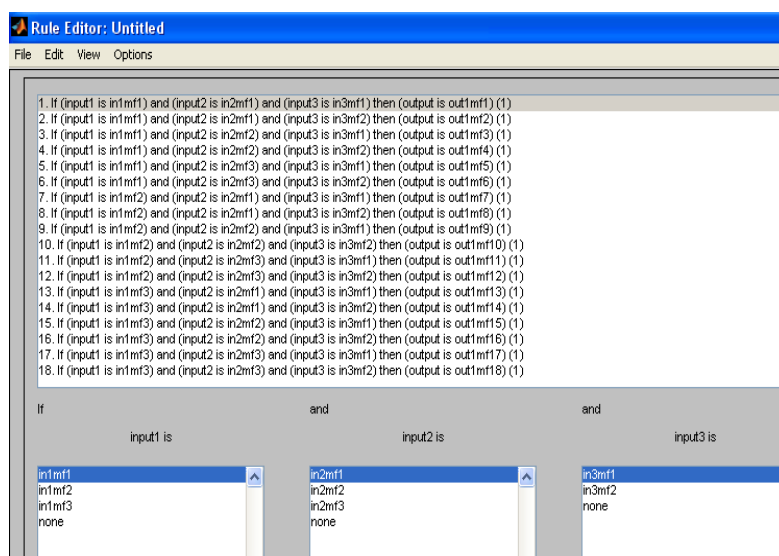 Rule Editor: Untitled
File Edit View Options
1. If (input1 is in1mf1) and (input2 is in2mf1) and (input3 is in3mf1) then (output is out1mf1) (1)
2. If (input1 is in1mf1) and (input2 is in2mf1) and (input3 is in3mf2) then (output is out1mf2) (1)
3. If (input1 is in1mf1) and (input2 is in2mf2) and (input3 is in3mf1) then (output is out1mf3) (1)
4. If (input1 is in1mf1) and (input2 is in2mf2) and (input3 is in3mf2) then (output is out1mf4) (1)
5. If (input1 is in1mf1) and (input2 is in2mf3) and (input3 is in3mf1) then (output is out1mf5) (1)
6. If (input1 is in1mf1) and (input2 is in2mf3) and (input3 is in3mf2) then (output is out1mf6) (1)
7. If (input1 is in1mf2) and (input2 is in2mf1) and (input3 is in3mf1) then (output is out1mf7) (1)
8. If (input1 is in1mf2) and (input2 is in2mf1) and (input3 is in3mf2) then (output is out1mf8) (1)
9. If (input1 is in1mf2) and (input2 is in2mf2) and (input3 is in3mf1) then (output is out1mf9) (1)
10. If (input1 is in1mf2) and (input2 is in2mf2) and (input3 is in3mf2) then (output is out1mf10) (1)
11. If (input1 is in1mf2) and (input2 is in2mf3) and (input3 is in3mf1) then (output is out1mf11) (1)
12. If (input1 is in1mf2) and (input2 is in2mf3) and (input3 is in3mf2) then (output is out1mf12) (1)
13. If (input1 is in1mf3) and (input2 is in2mf1) and (input3 is in3mf1) then (output is out1mf13) (1)
14. If (input1 is in1mf3) and (input2 is in2mf1) and (input3 is in3mf2) then (output is out1mf14) (1)
15. If (input1 is in1mf3) and (input2 is in2mf2) and (input3 is in3mf1) then (output is out1mf15) (1)
16. If (input1 is in1mf3) and (input2 is in2mf2) and (input3 is in3mf2) then (output is out1mf16) (1)
17. If (input1 is in1mf3) and (input2 is in2mf3) and (input3 is in3mf1) then (output is out1mf17) (1)
18. If (input1 is in1mf3) and (input2 is in2mf3) and (input3 is in3mf2) then (output is out1mf18) (1)
If and and
input1 is input2 is input3 is
in1mf1 in2mf1 in3mf1
in1mf2 in2mf2 in3mf2
in1mf3 in2mf3 none
none none